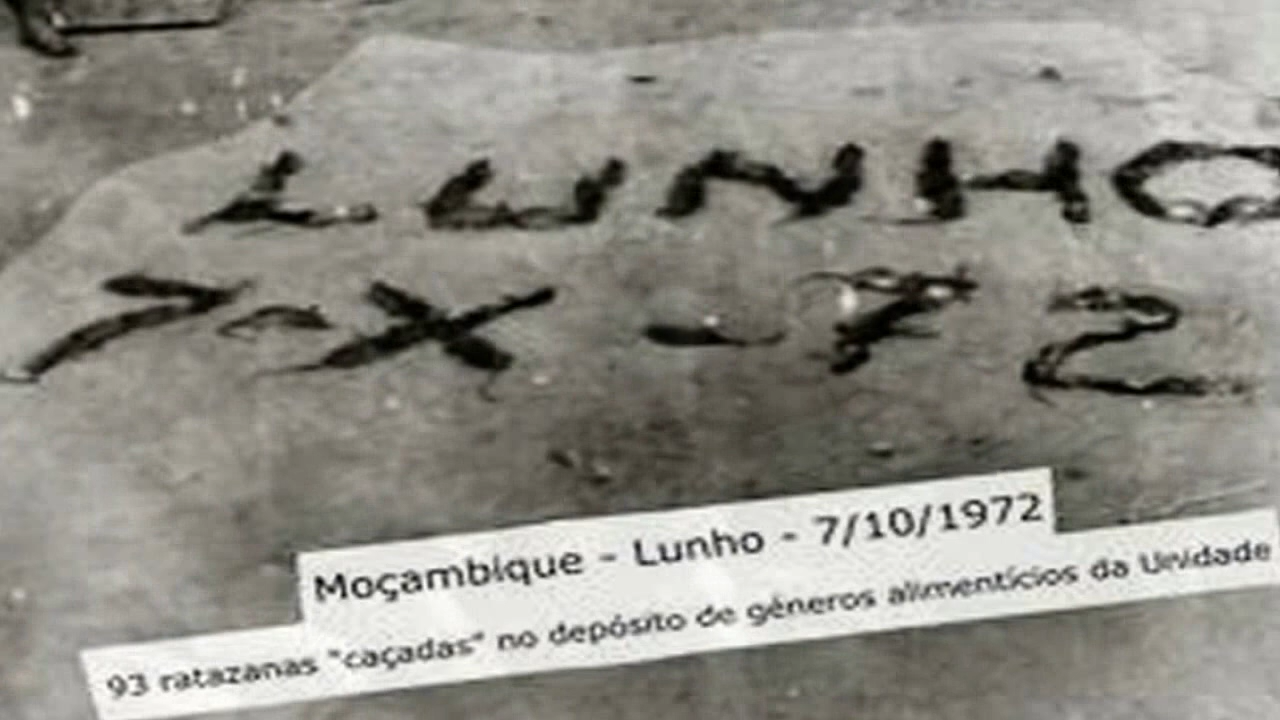 LUNHO
7-X-72
Moçambique - Lunho - 7/10/1972
93 ratazanas "caçadas" no depósito de géneros alimentícios da Unidade